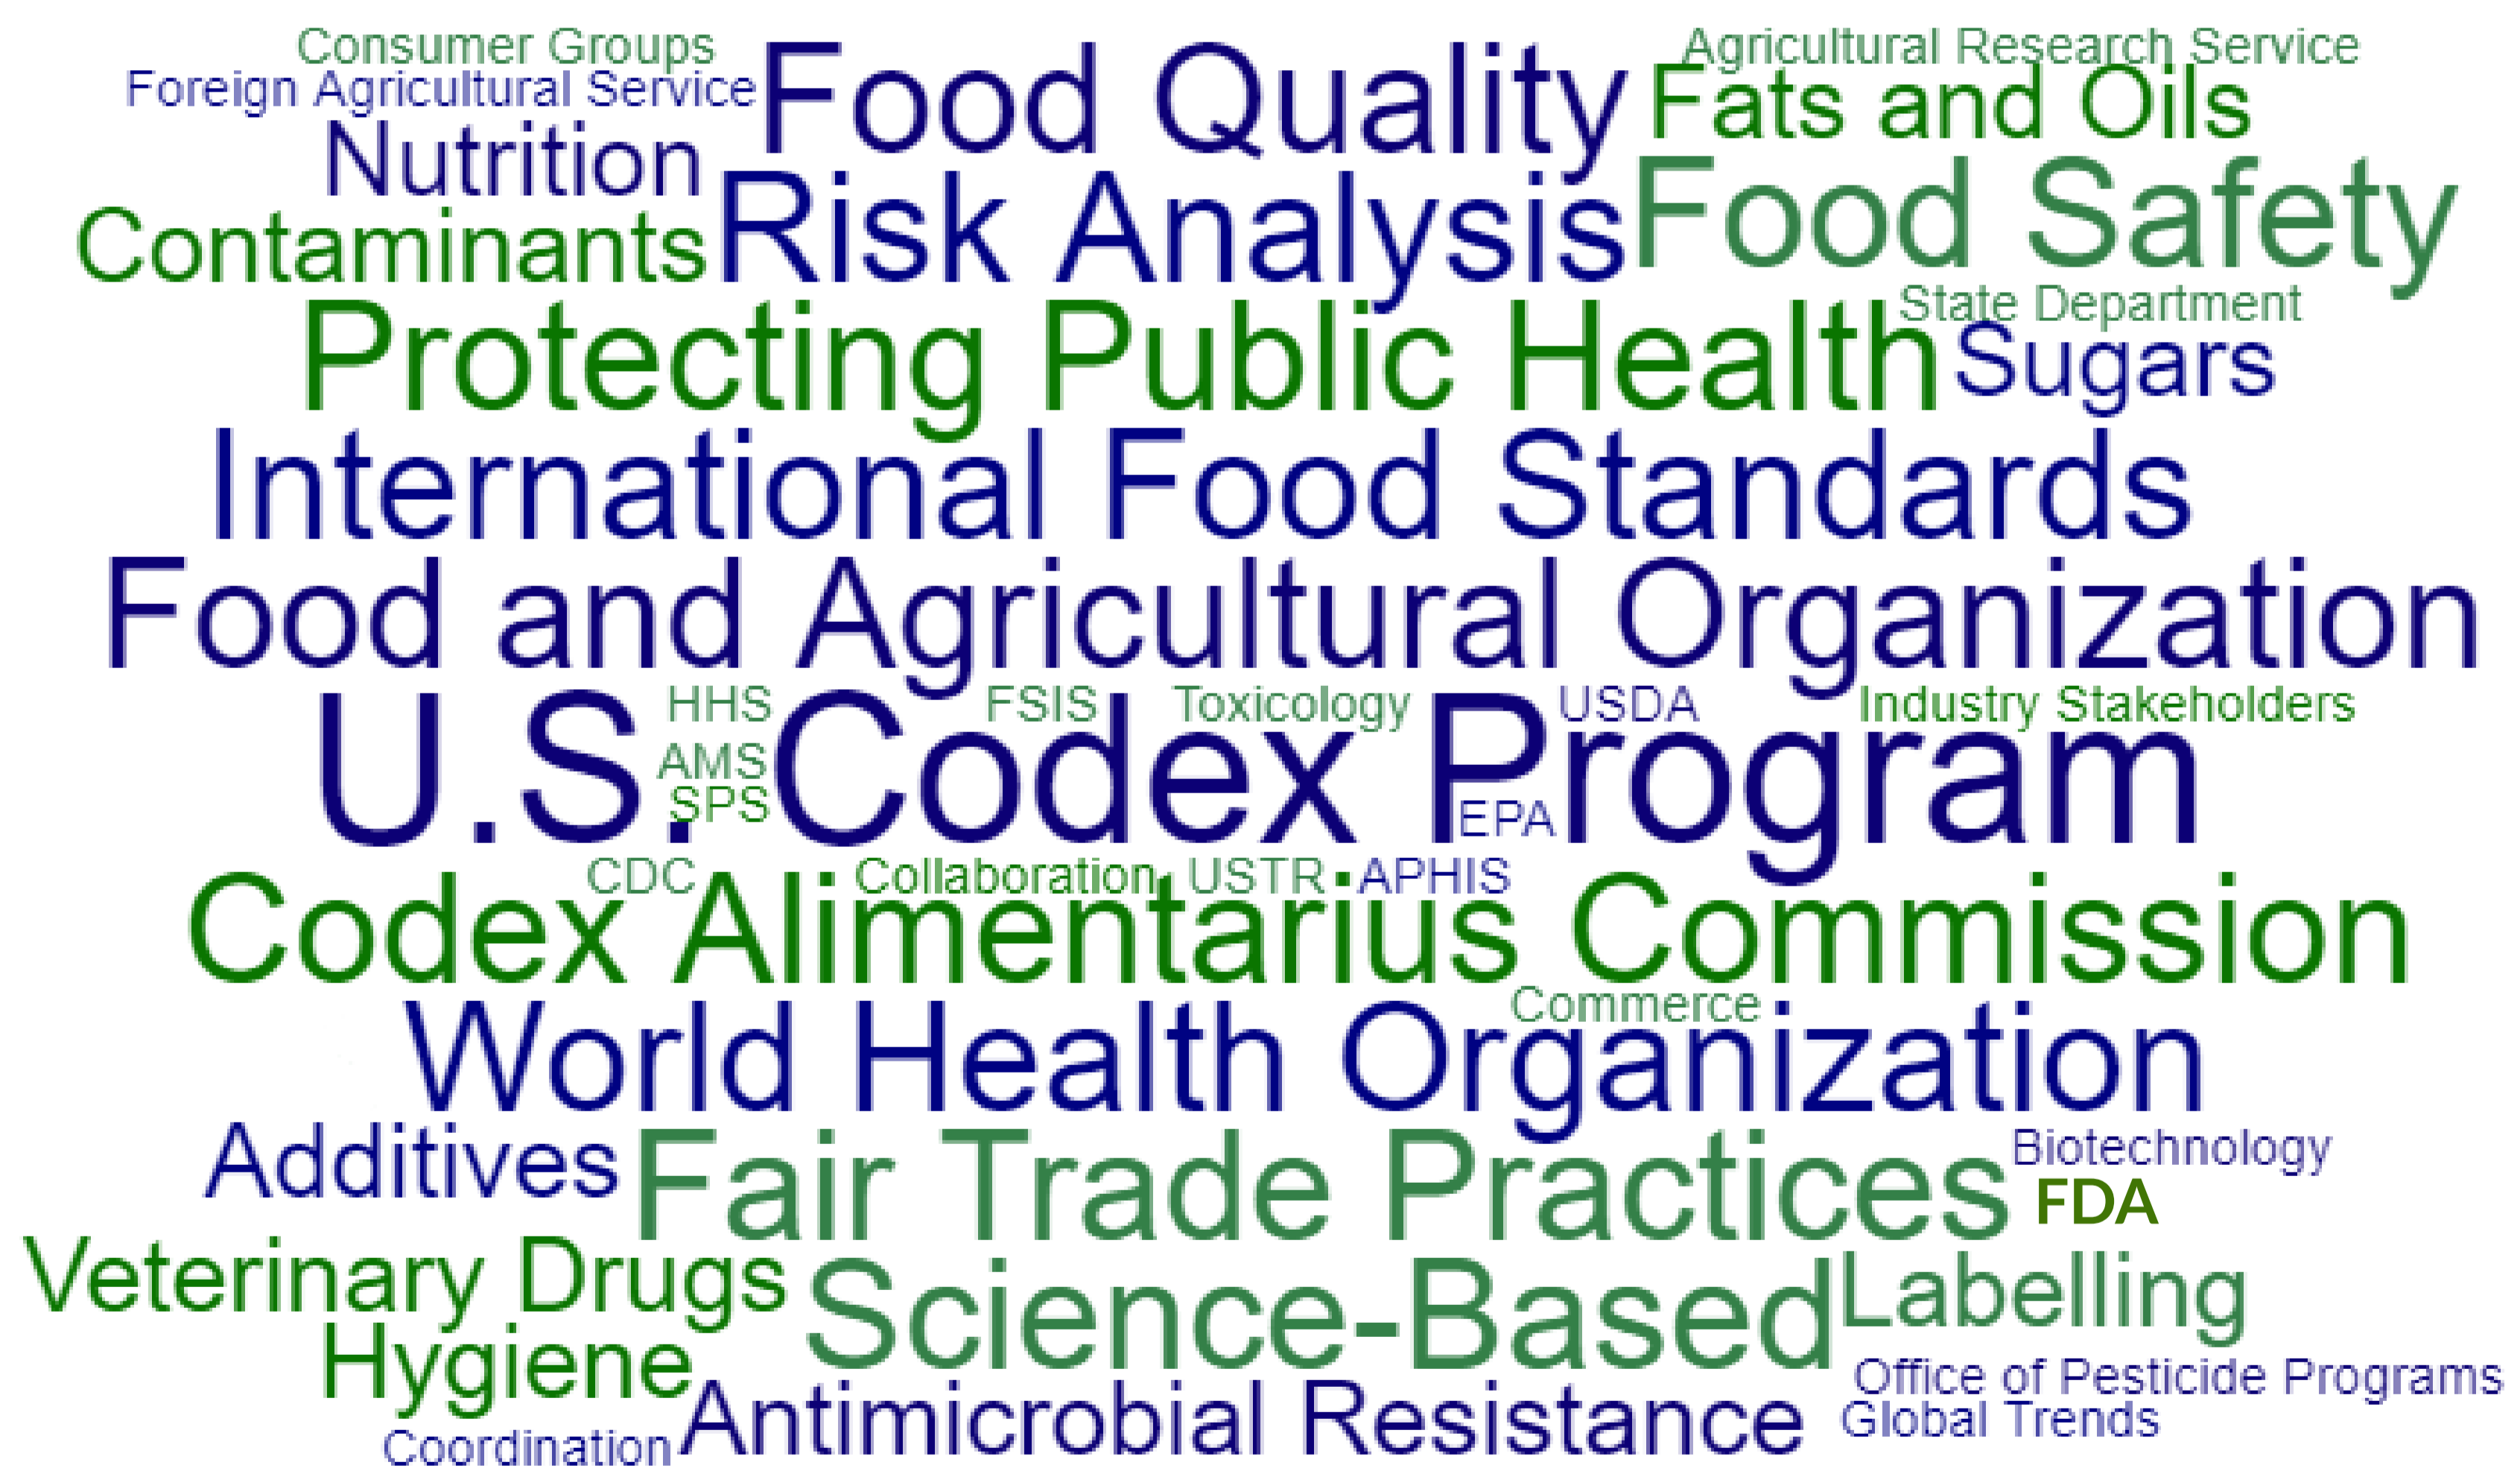 Consumer Groups
Agricultural Research Service
Foreign Agricultural Service
Food Quality
Fats and Oils
Nutrition
Risk Analysis
Food Safety
Contaminants
State Department
Protecting Public Health
Sugars
International Food Standards
Food and Agricultural Organization
HHS
FSIS
Toxicology
USDA
Industry Stakeholders
U.S. Codex Program
AMS
SPS
EPA
CDC
Collaboration
USTR
APHIS
Codex Alimentarius Commission
Commerce
World Health Organization
Additives
Fair Trade Practices
Biotechnology
FDA
Veterinary Drugs
Science-Based
Labelling
Hygiene
Office of Pesticide Programs
Antimicrobial Resistance
Global Trends
Coordination